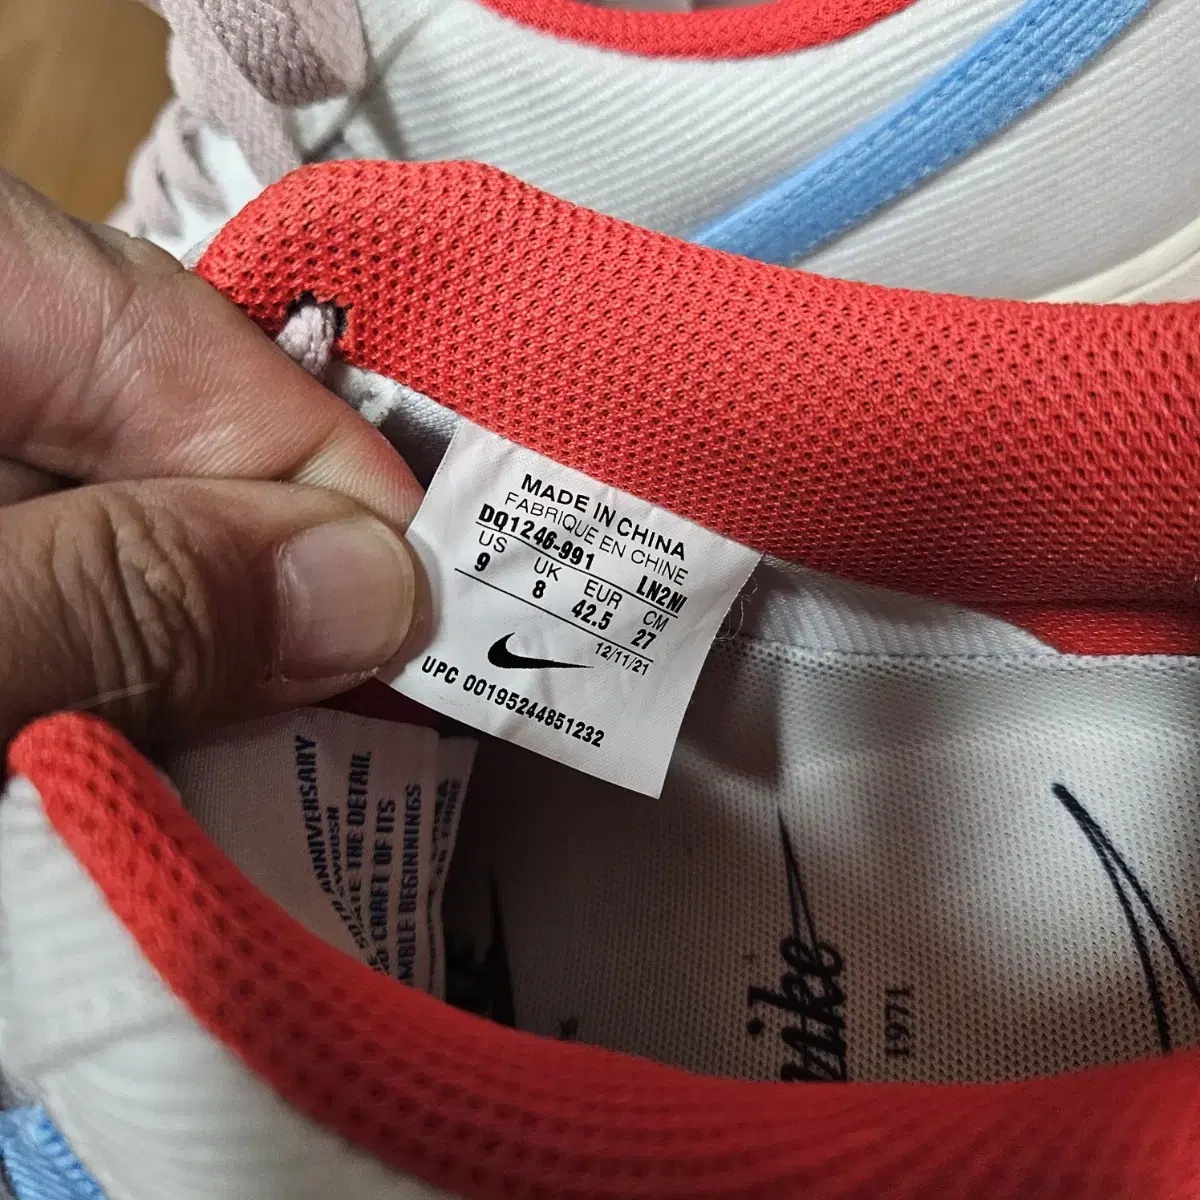 MADE IN CHINA
FABRIQUE EN CHINE
DQ1246-991 LN2NI
US UK EUR CM
9 8 42.5 27
12/11/21
UPC 00195244851232
ANNIVERSARY
SWOOSH
THE DETAIL
CRAFT OF ITS
BEGINNINGS
nike
1971